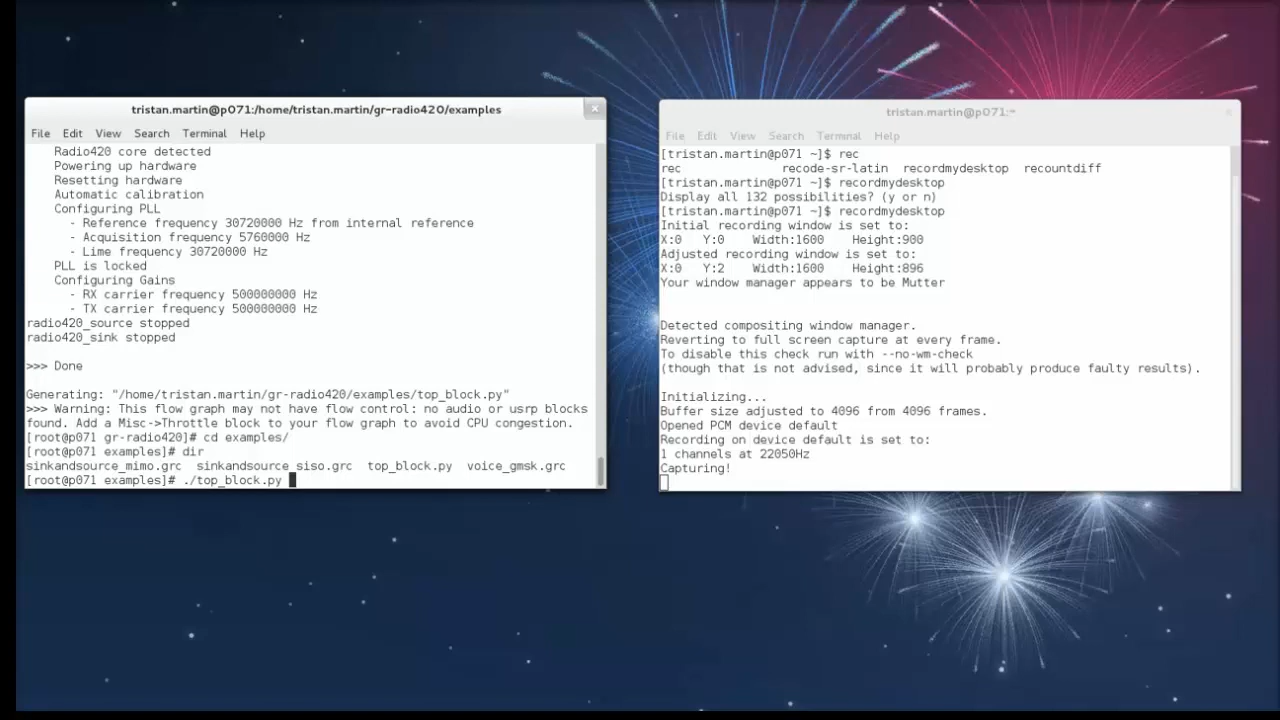 tristan.martin@p071:/home/tristan.martin/gr-radio420/examples
File Edit View Search Terminal Help
Radio420 core detected
Powering up hardware
Resetting hardware
Automatic calibration
Configuring PLL
- Reference frequency 30720000 Hz from internal reference
- Acquisition frequency 5760000 Hz
- Lime frequency 30720000 Hz
PLL is locked
Configuring Gains
- RX carrier frequency 500000000 Hz
- TX carrier frequency 500000000 Hz
radio420_source stopped
radio420_sink stopped
>>> Done
Generating: "/home/tristan.martin/gr-radio420/examples/top_block.py"
>>> Warning: This flow graph may not have flow control: no audio or usrp blocks
found. Add a Misc->Throttle block to your flow graph to avoid CPU congestion.
[root@p071 gr-radio420]# cd examples/
[root@p071 examples]# dir
sinkandsource_mimo.grc sinkandsource_siso.grc top_block.py voice_gmsk.grc
[root@p071 examples]# ./top_block.py
tristan.martin@p071:~
File Edit View Search Terminal Help
[tristan.martin@p071 ~]$ rec
rec recode-sr-latin recordmydesktop recountdiff
[tristan.martin@p071 ~]$ recordmydesktop
Display all 132 possibilities? (y or n)
[tristan.martin@p071 ~]$ recordmydesktop
Initial recording window is set to:
X:0 Y:0 Width:1600 Height:900
Adjusted recording window is set to:
X:0 Y:2 Width:1600 Height:896
Your window manager appears to be Mutter
Detected compositing window manager.
Reverting to full screen capture at every frame.
To disable this check run with --no-wm-check
(though that is not advised, since it will probably produce faulty results).
Initializing...
Buffer size adjusted to 4096 from 4096 frames.
Opened PCM device default
Recording on device default is set to:
1 channels at 22050Hz
Capturing!